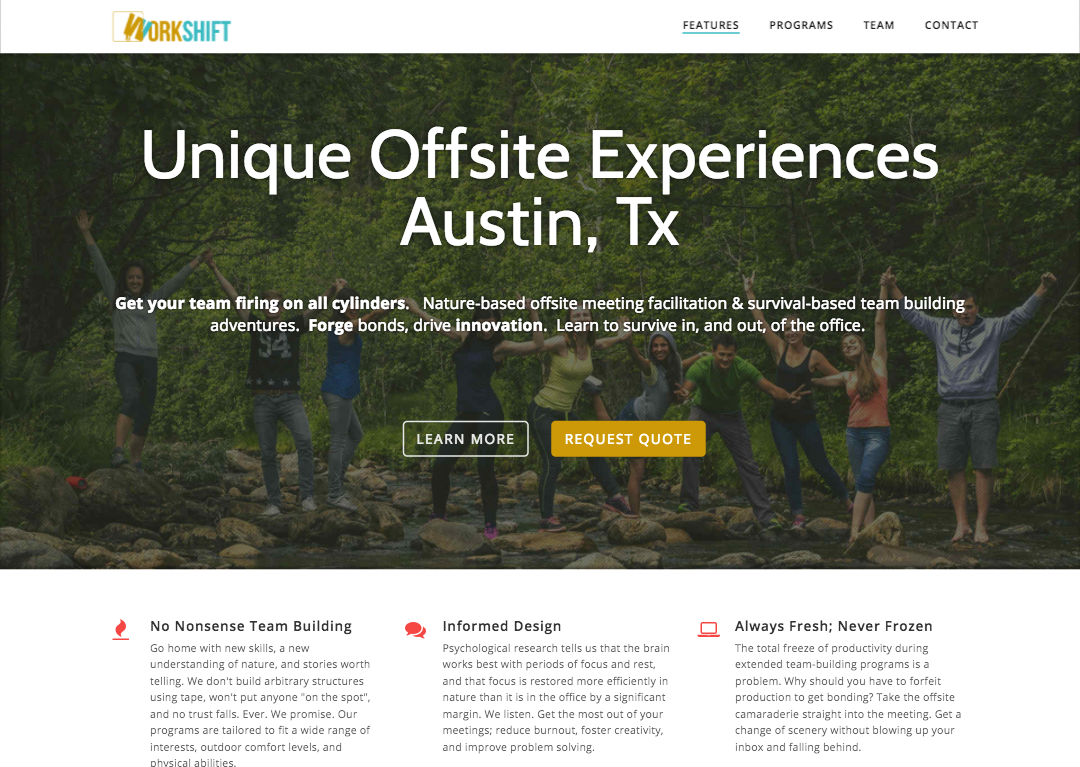 WORKSHIFT
FEATURES PROGRAMS TEAM CONTACT
Unique Offsite Experiences
Austin, Tx
Get your team firing on all cylinders. Nature-based offsite meeting facilitation & survival-based team building
adventures. Forge bonds, drive innovation. Learn to survive in, and out, of the office.
94
LEARN MORE REQUEST QUOTE
No Nonsense Team Building
Go home with new skills, a new
understanding of nature, and stories worth
telling. We don't build arbitrary structures
using tape, won't put anyone "on the spot",
and no trust falls. Ever. We promise. Our
programs are tailored to fit a wide range of
interests, outdoor comfort levels, and
physical abilities.
Informed Design
Psychological research tells us that the brain
works best with periods of focus and rest,
and that focus is restored more efficiently in
nature than it is in the office by a significant
margin. We listen. Get the most out of your
meetings; reduce burnout, foster creativity,
and improve problem solving.
Always Fresh; Never Frozen
The total freeze of productivity during
extended team-building programs is a
problem. Why should you have to forfeit
production to get bonding? Take the offsite
camaraderie straight into the meeting. Get a
change of scenery without blowing up your
inbox and falling behind.